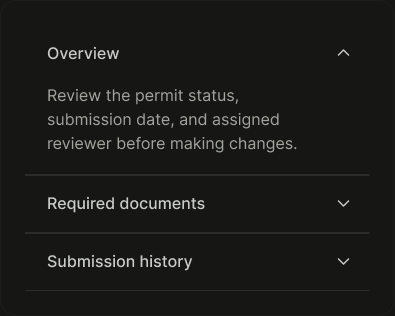 Overview
Review the permit status,
submission date, and assigned
reviewer before making changes.
Required documents
Submission history